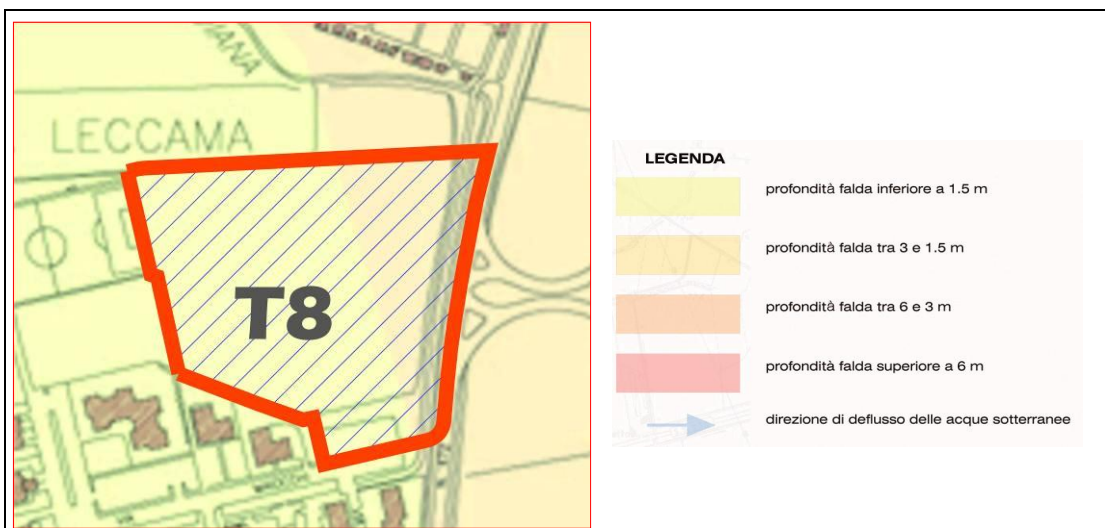 VANA
LECCAMA
T8
LEGENDA
profondità falda inferiore a 1.5 m
profondità falda tra 3 e 1.5 m
profondità falda tra 6 e 3 m
profondità falda superiore a 6 m
direzione di deflusso delle acque sotterranee